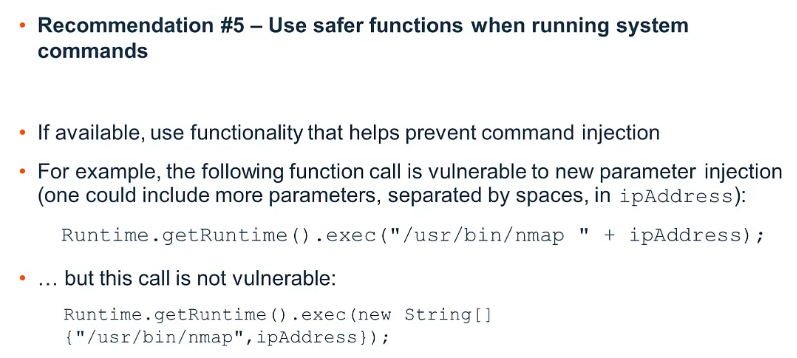 • Recommendation #5 – Use safer functions when running system
commands
• If available, use functionality that helps prevent command injection
• For example, the following function call is vulnerable to new parameter injection
(one could include more parameters, separated by spaces, in ipAddress):
Runtime.getRuntime().exec("/usr/bin/nmap " + ipAddress);
• … but this call is not vulnerable:
Runtime.getRuntime().exec(new String[]
{"/usr/bin/nmap",ipAddress});